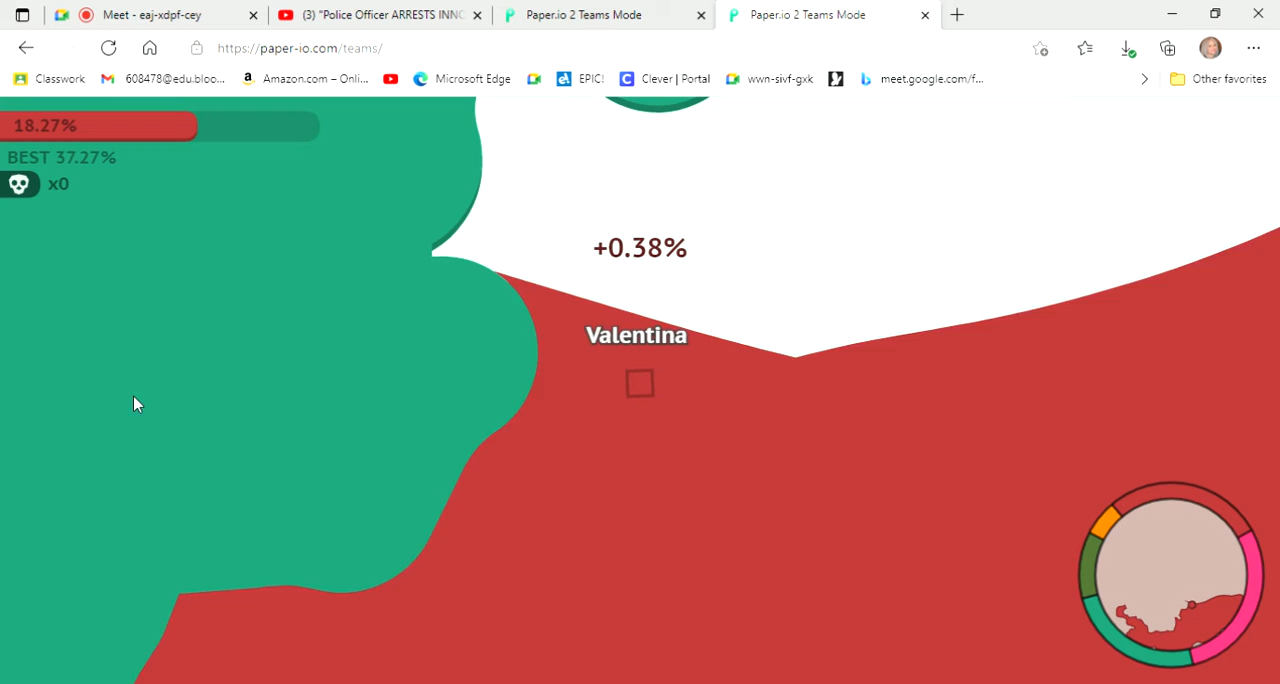 Meet - eaj-xdpf-cey
(3) "Police Officer ARRESTS INNC
Paper.io 2 Teams Mode
Paper.io 2 Teams Mode
https://paper-io.com/teams/
Classwork
608478@edu.bloo...
Amazon.com – Onli...
Microsoft Edge
EPIC!
Clever | Portal
wwn-sivf-gxk
meet.google.com/f...
Other favorites
18.27%
BEST 37.27%
x0
+0.38%
Valentina